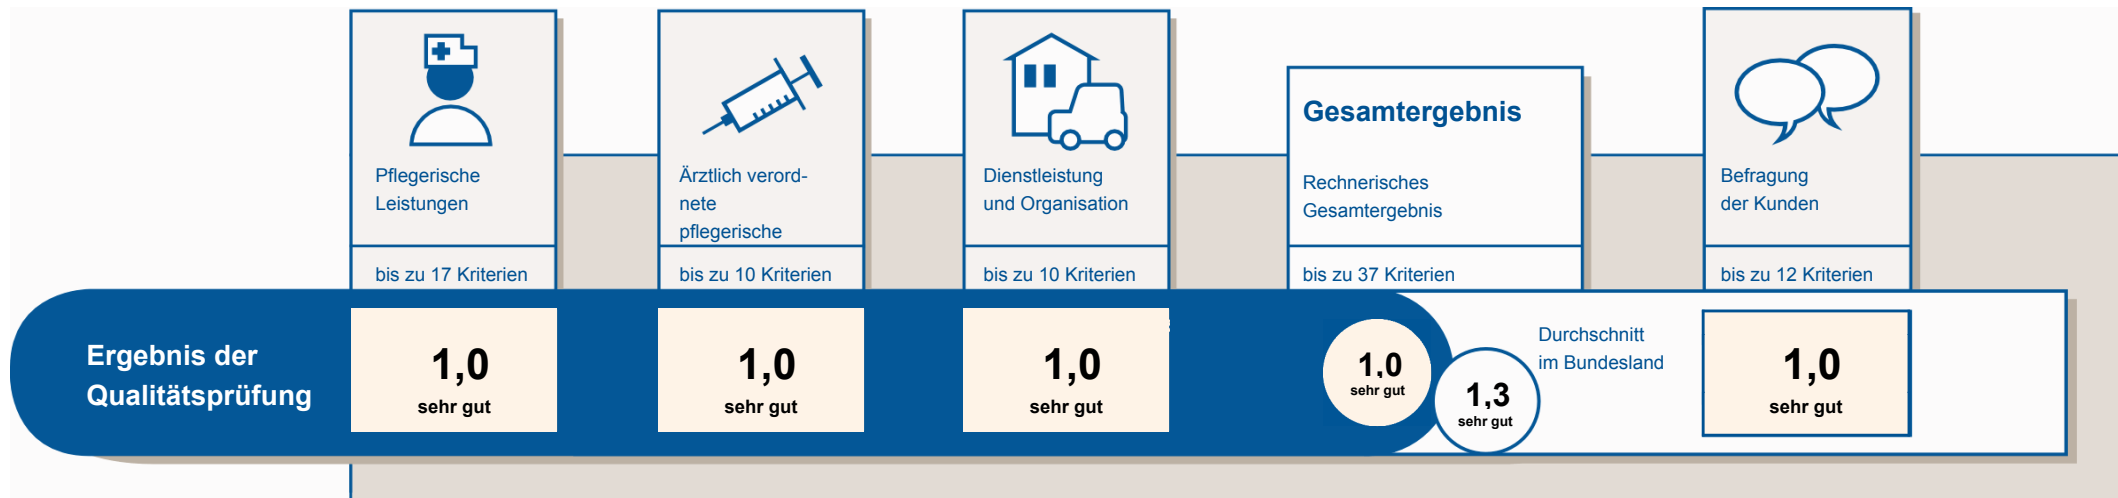 Pflegerische
Leistungen
bis zu 17 Kriterien
Ärztlich verord-
nete
pflegerische
bis zu 10 Kriterien
Dienstleistung
und Organisation
bis zu 10 Kriterien
Gesamtergebnis
Rechnerisches
Gesamtergebnis
bis zu 37 Kriterien
Befragung
der Kunden
bis zu 12 Kriterien
Ergebnis der
Qualitätsprüfung
1,0
sehr gut
1,0
sehr gut
1,0
sehr gut
1,0
sehr gut
1,3
sehr gut
Durchschnitt
im Bundesland
1,0
sehr gut